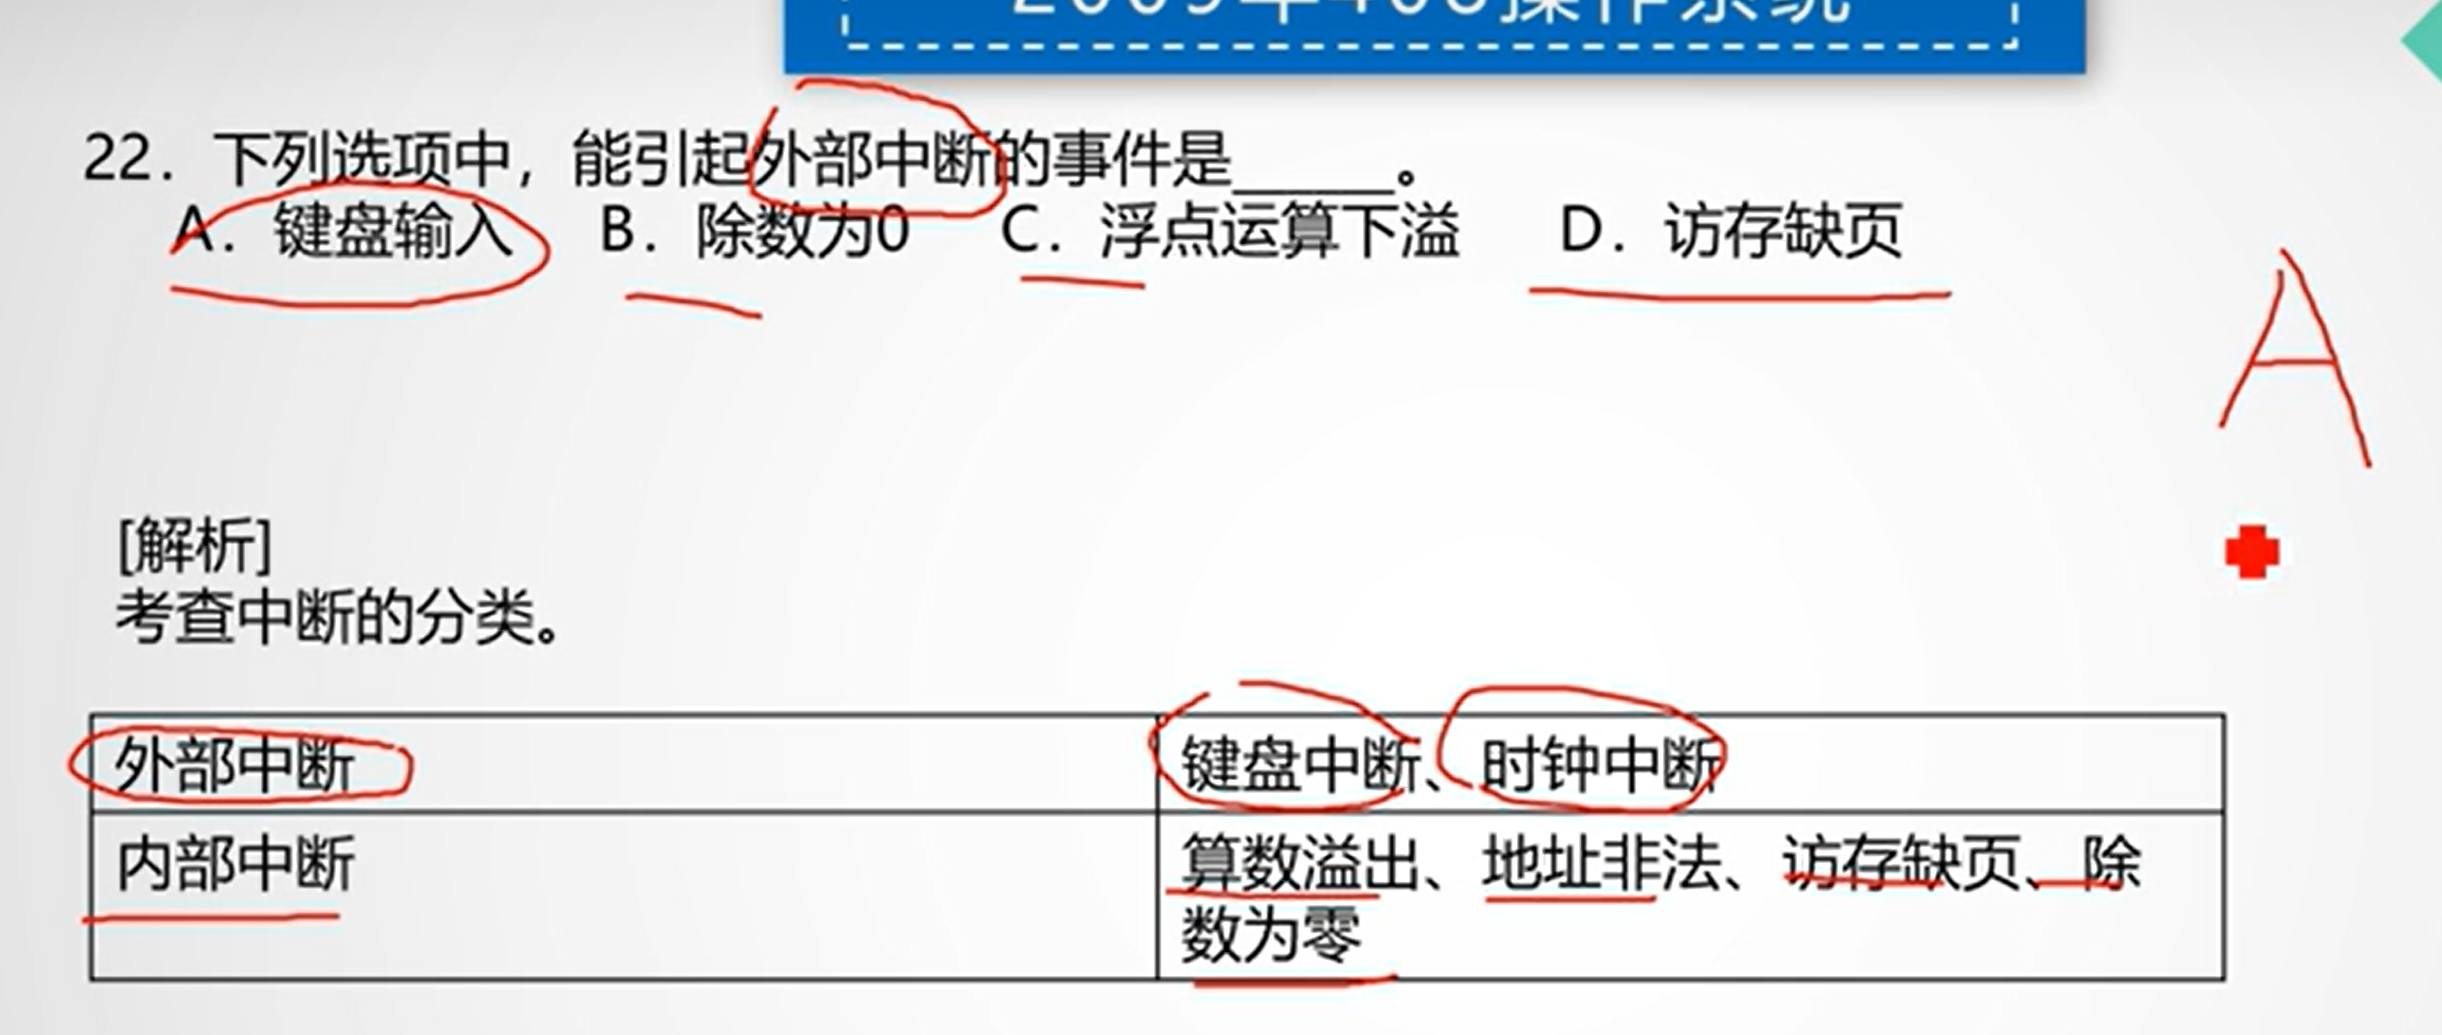 2009年408操作系统
22. 下列选项中，能引起外部中断的事件是______。
A. 键盘输入 B. 除数为0 C. 浮点运算下溢 D. 访存缺页
A
[解析]
考查中断的分类。
外部中断 键盘中断、时钟中断
内部中断 算数溢出、地址非法、访存缺页、除
数为零